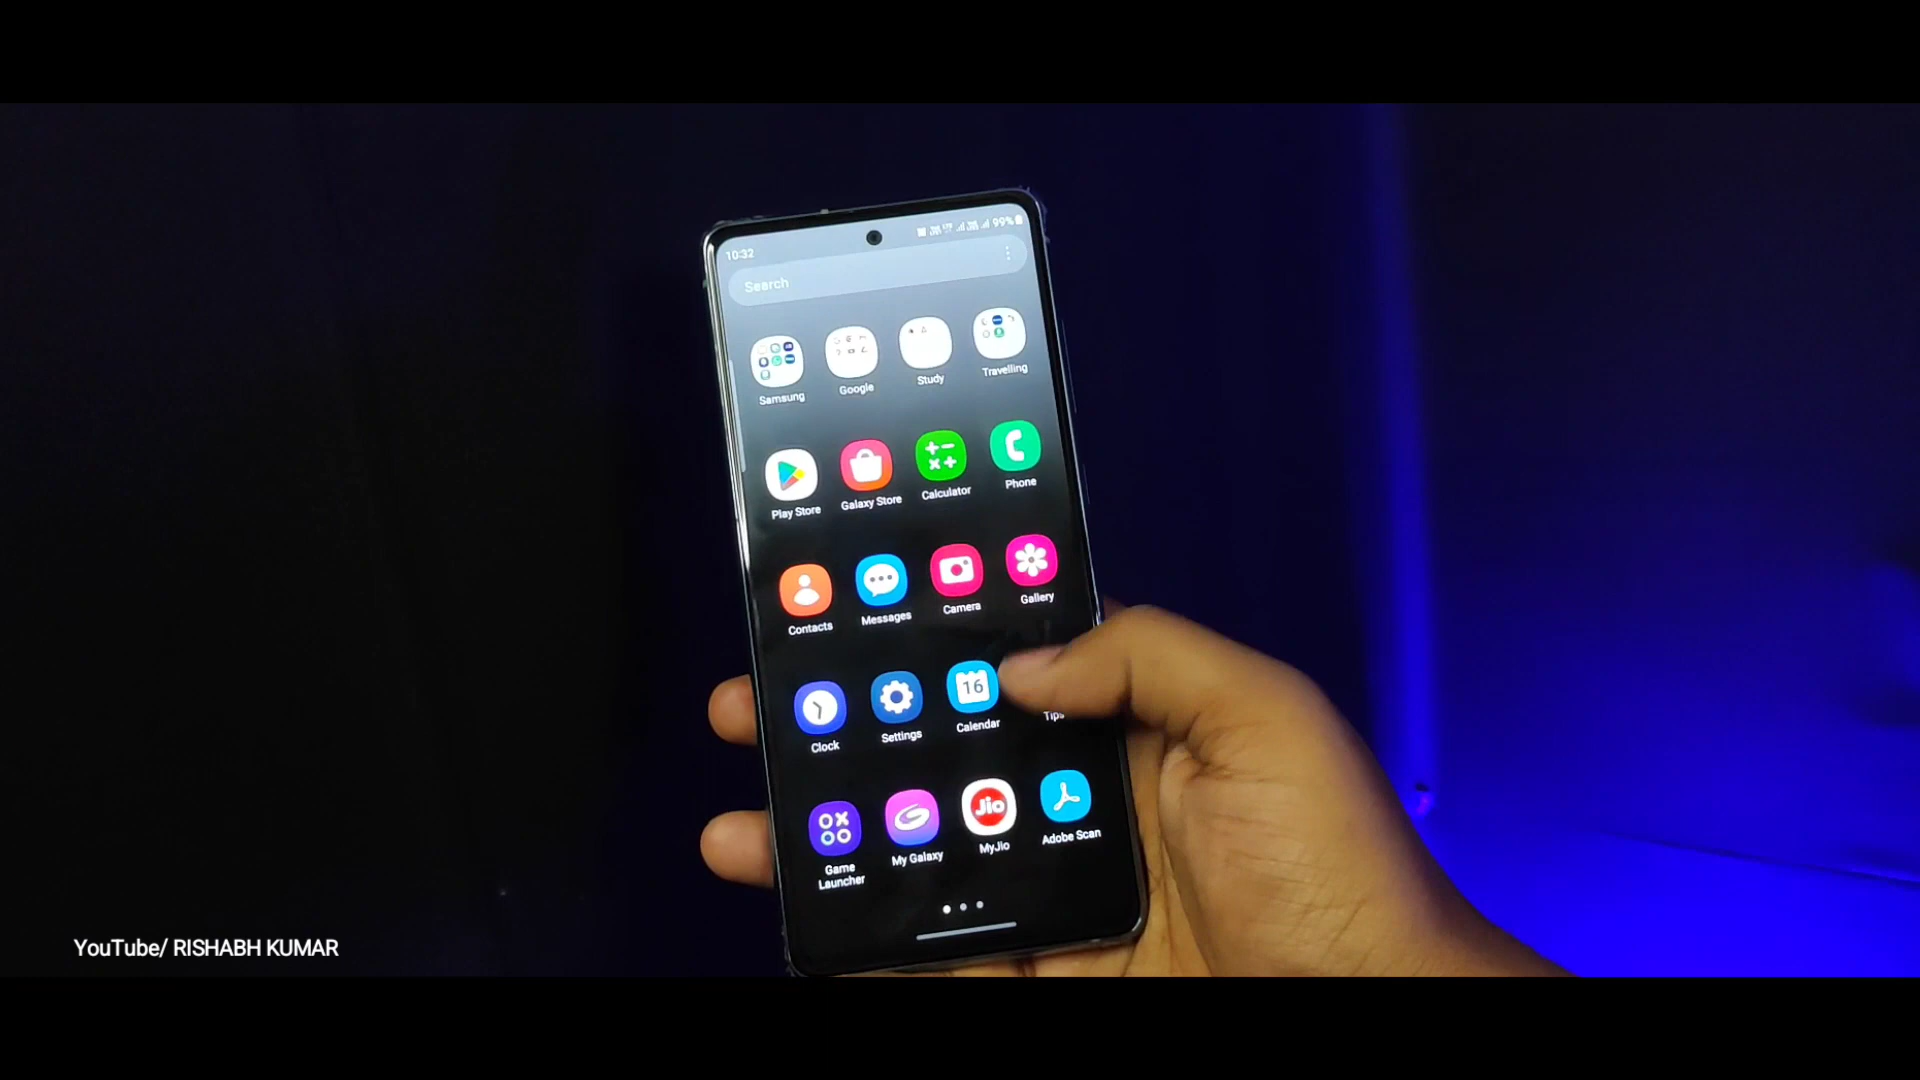 10:32
99%
Search
Samsung
Google
Study
Travelling
Play Store
Galaxy Store
Calculator
Phone
Contacts
Messages
Camera
Gallery
Clock
Settings
16
Calendar
Tips
Game
Launcher
My Galaxy
Jio
MyJio
Adobe Scan
YouTube/ RISHABH KUMAR